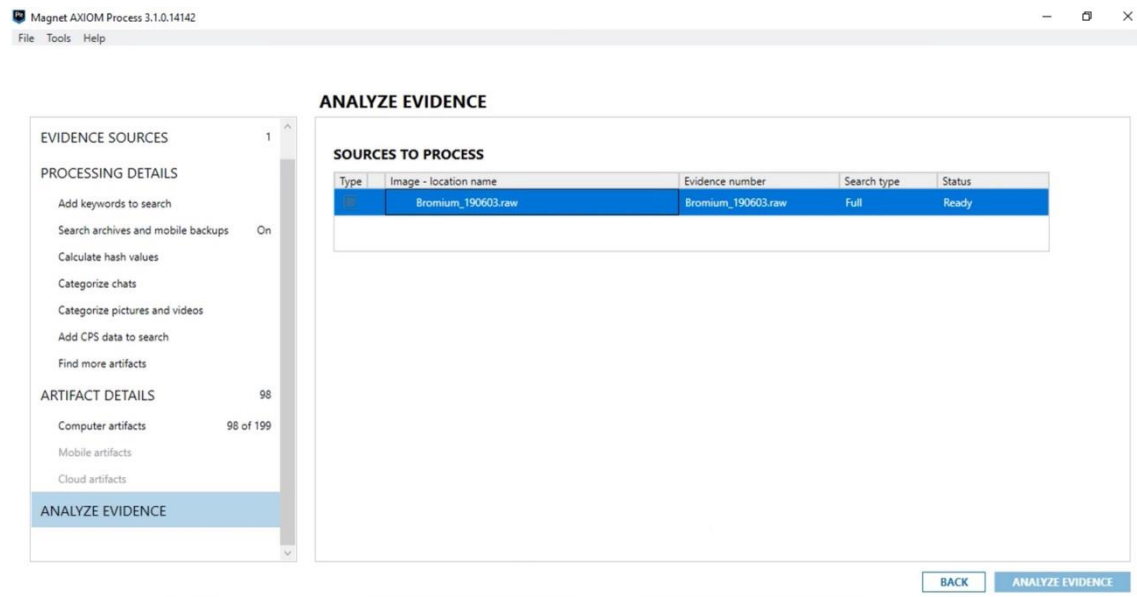 Magnet AXIOM Process 3.1.0.14142
File Tools Help
ANALYZE EVIDENCE
EVIDENCE SOURCES 1
PROCESSING DETAILS
Add keywords to search
Search archives and mobile backups On
Calculate hash values
Categorize chats
Categorize pictures and videos
Add CPS data to search
Find more artifacts
ARTIFACT DETAILS 98
Computer artifacts 98 of 199
Mobile artifacts
Cloud artifacts
ANALYZE EVIDENCE
SOURCES TO PROCESS
Type Image - location name Evidence number Search type Status
Bromium_190603.raw Bromium_190603.raw Full Ready
BACK ANALYZE EVIDENCE